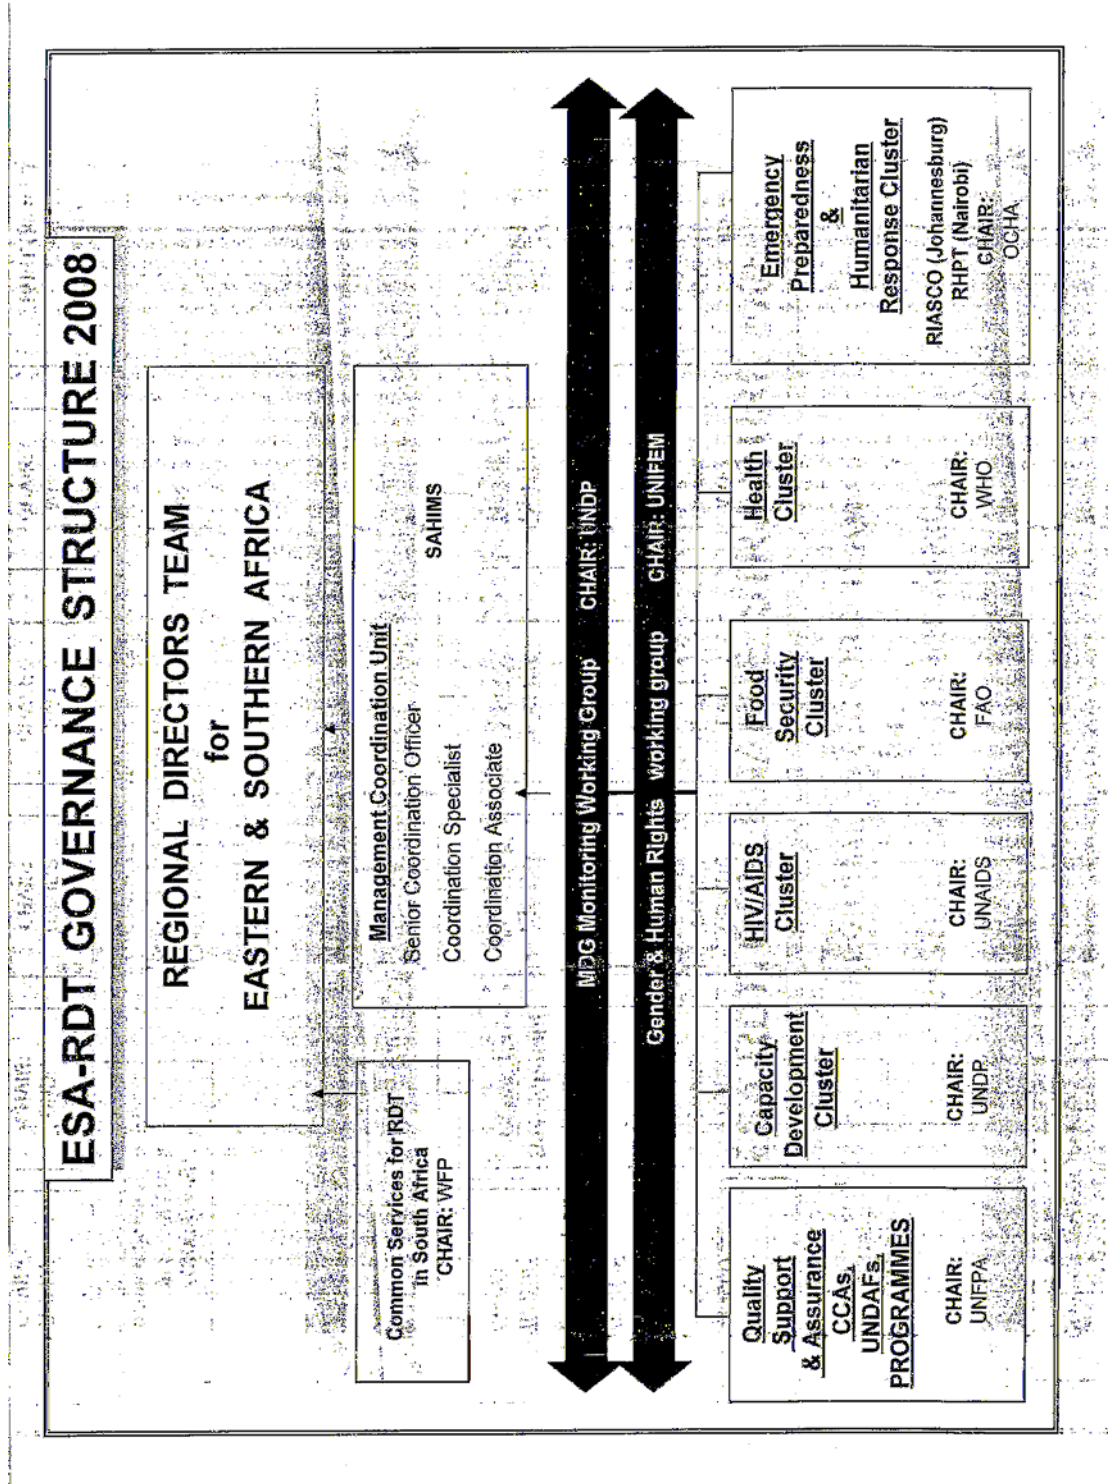 ESA-RDT GOVERNANCE STRUCTURE 2008
REGIONAL DIRECTORS TEAM
for
EASTERN & SOUTHERN AFRICA
Common Services for RDT
in South Africa
CHAIR: WFP
Management Coordination Unit
Senior Coordination Officer
SAHIMS
Coordination Specialist
Coordination Associate
MDG Monitoring Working Group CHAIR: UNDP
Gender & Human Rights Working group CHAIR: UNIFEM
Quality
Support
& Assurance
CCAs,
UNDAFs,
PROGRAMMES
CHAIR:
UNFPA
Capacity
Development
Cluster
CHAIR:
UNDP
HIV/AIDS
Cluster
CHAIR:
UNAIDS
Food
Security
Cluster
CHAIR:
FAO
Health
Cluster
CHAIR:
WHO
Emergency
Preparedness
&
Humanitarian
Response Cluster
RIASCO (Johannesburg)
RHPT (Nairobi)
CHAIR:
OCHA